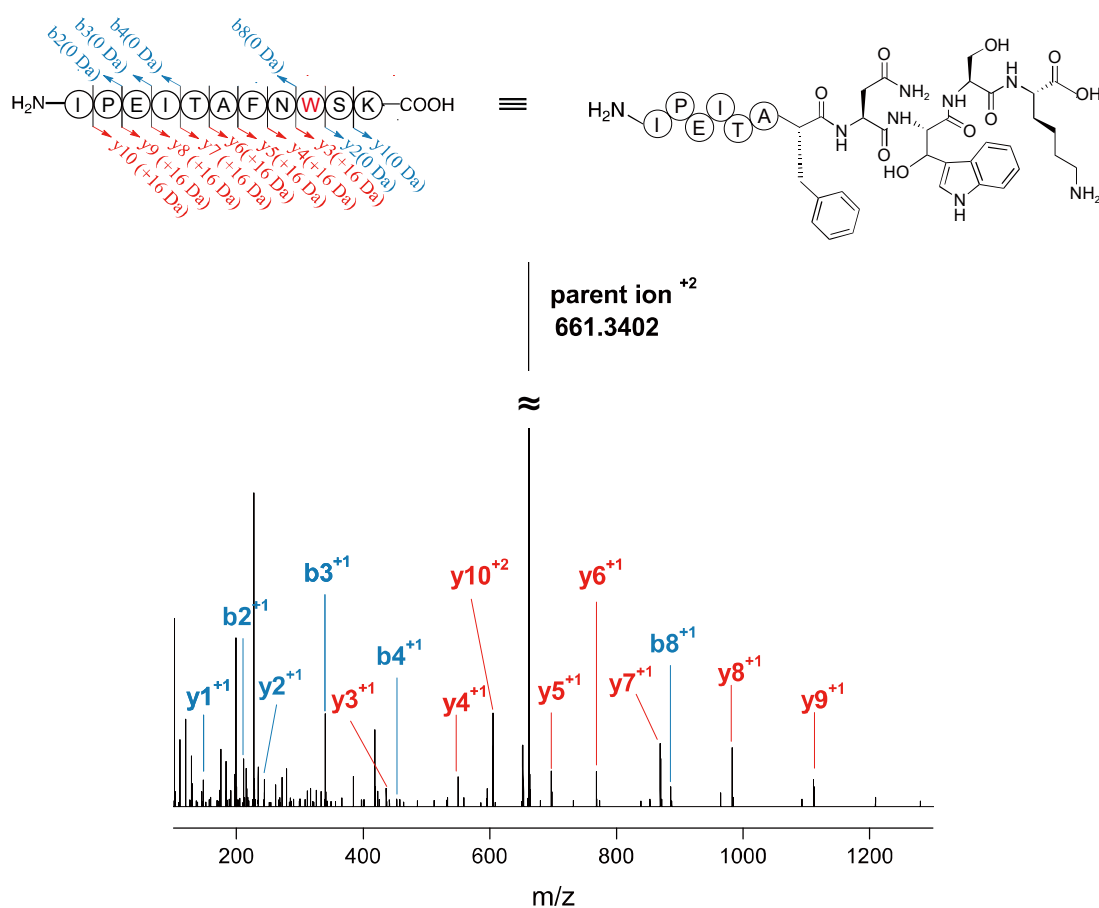 b2(0 Da)
b3(0 Da)
b4(0 Da)
b8(0 Da)
H₂N I P E I T A F N W S K COOH
≡
y10 (+16 Da)
y9 (+16 Da)
y8 (+16 Da)
y7 (+16 Da)
y6(+16 Da)
y5(+16 Da)
y4(+16 Da)
y3(+16 Da)
y2(0 Da)
y1(0 Da)
H₂N I P E I T A
O
N
H
O
NH₂
O
H
N
HO
N
H
O
H
N
OH
O
H
N
O
OH
NH₂
parent ion ⁺²
661.3402
≈
y1⁺¹
b2⁺¹
y2⁺¹
b3⁺¹
y3⁺¹
b4⁺¹
y4⁺¹
y10⁺²
y5⁺¹
y6⁺¹
y7⁺¹
b8⁺¹
y8⁺¹
y9⁺¹
200 400 600 800 1000 1200
m/z